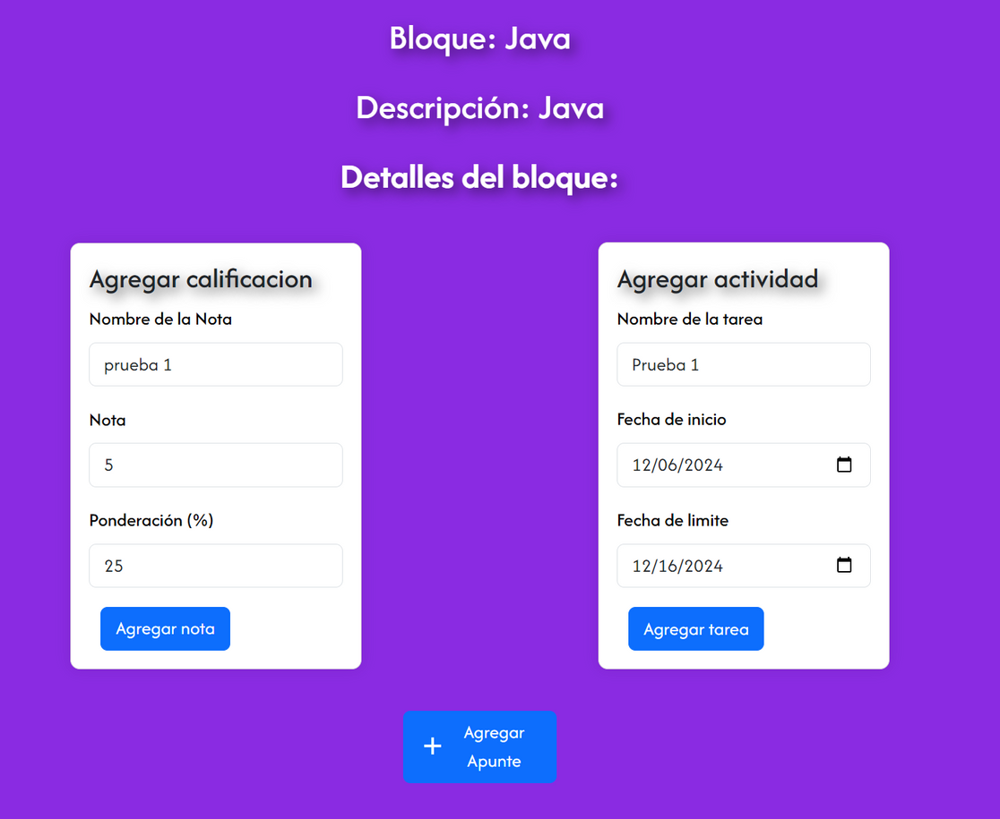 Bloque: Java
Descripción: Java
Detalles del bloque:
Agregar calificacion
Nombre de la Nota
prueba 1
Nota
5
Ponderación (%)
25
Agregar nota
Agregar actividad
Nombre de la tarea
Prueba 1
Fecha de inicio
12/06/2024
Fecha de limite
12/16/2024
Agregar tarea
+ Agregar
Apunte